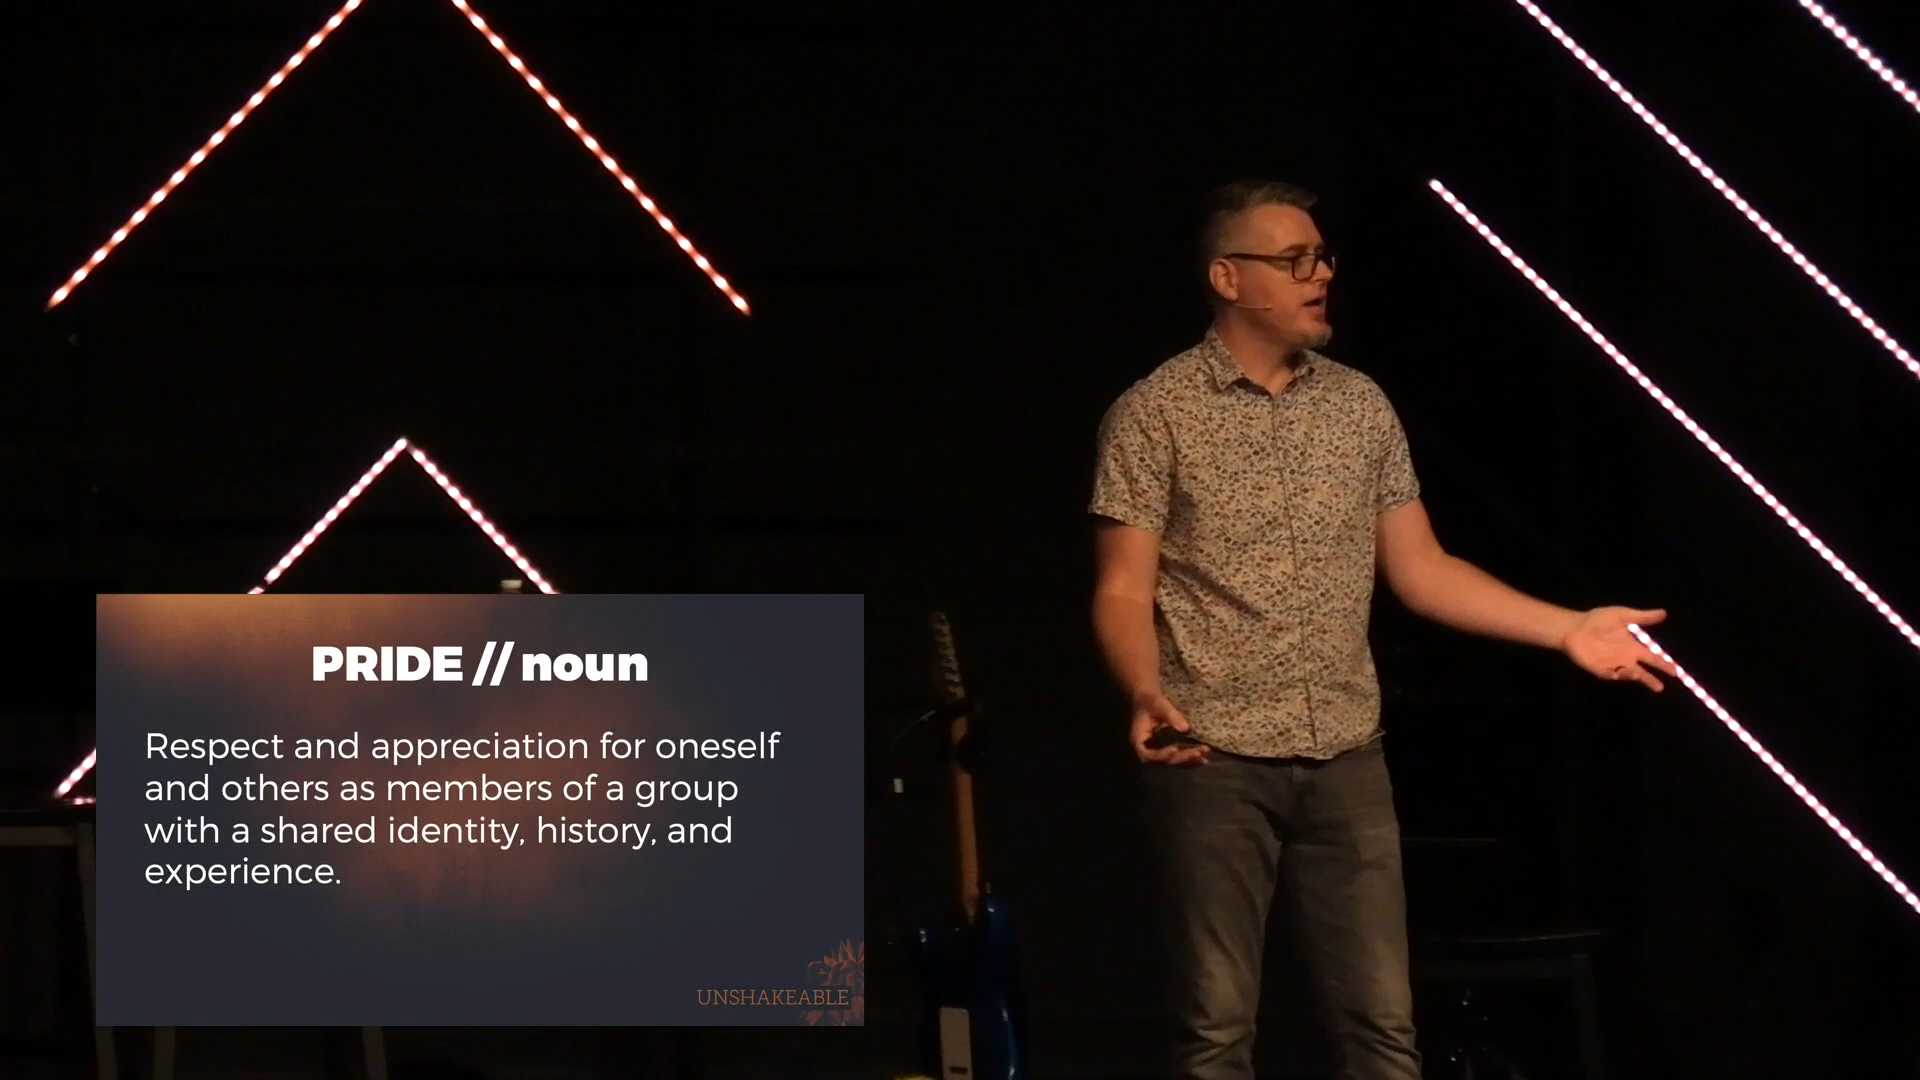 PRIDE // noun
Respect and appreciation for oneself
and others as members of a group
with a shared identity, history, and
experience.
UNSHAKEABLE